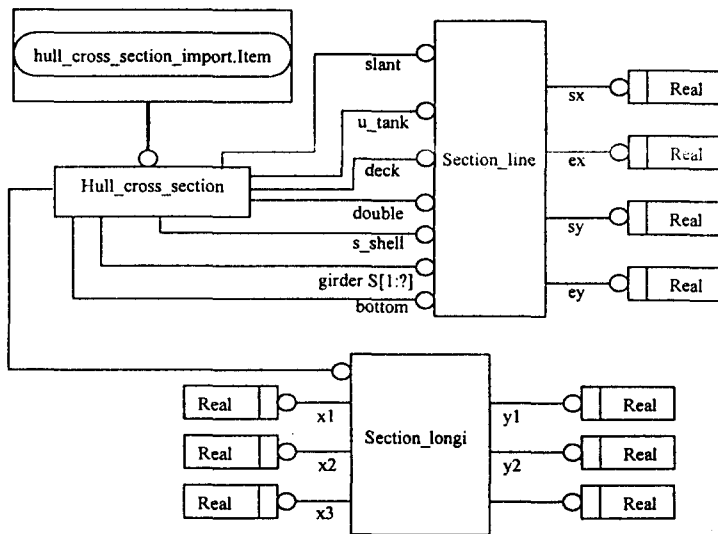 hull_cross_section_import.Item
slant
sx
Real
u_tank
ex
Real
Section_line
deck
Hull_cross_section
double
sy
Real
s_shell
girder S[1:?]
ey
Real
bottom
Real
x1
y1
Real
Section_longi
Real
x2
y2
Real
Real
x3
Real